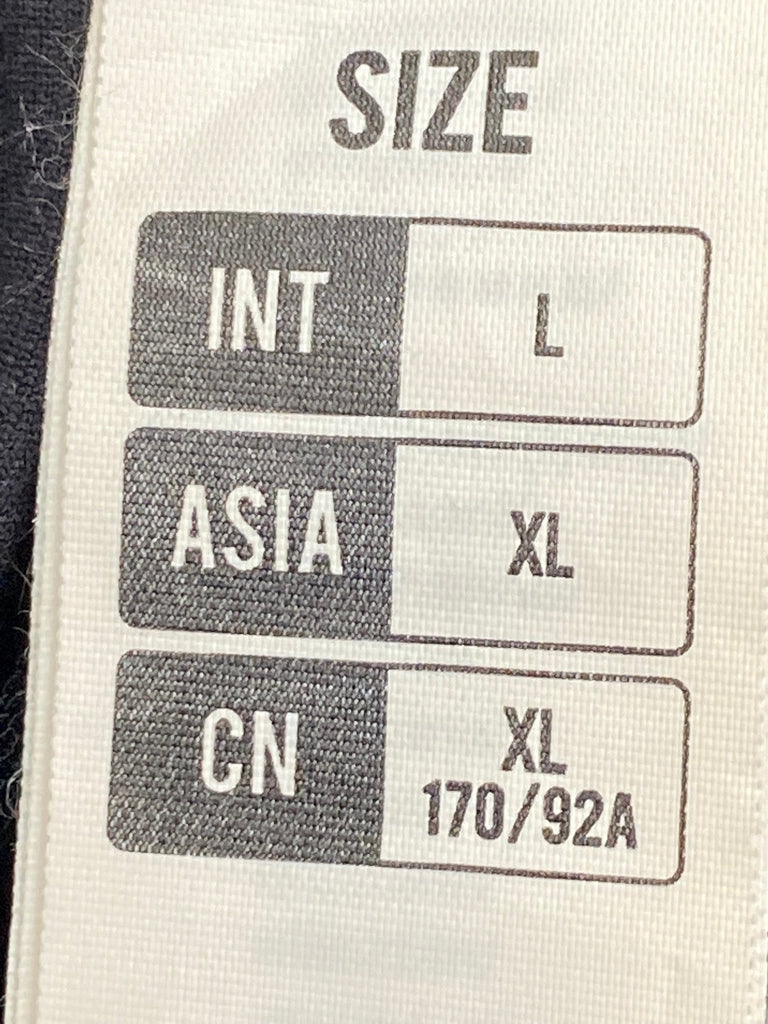 SIZE
INT L
ASIA XL
CN XL
170/92A